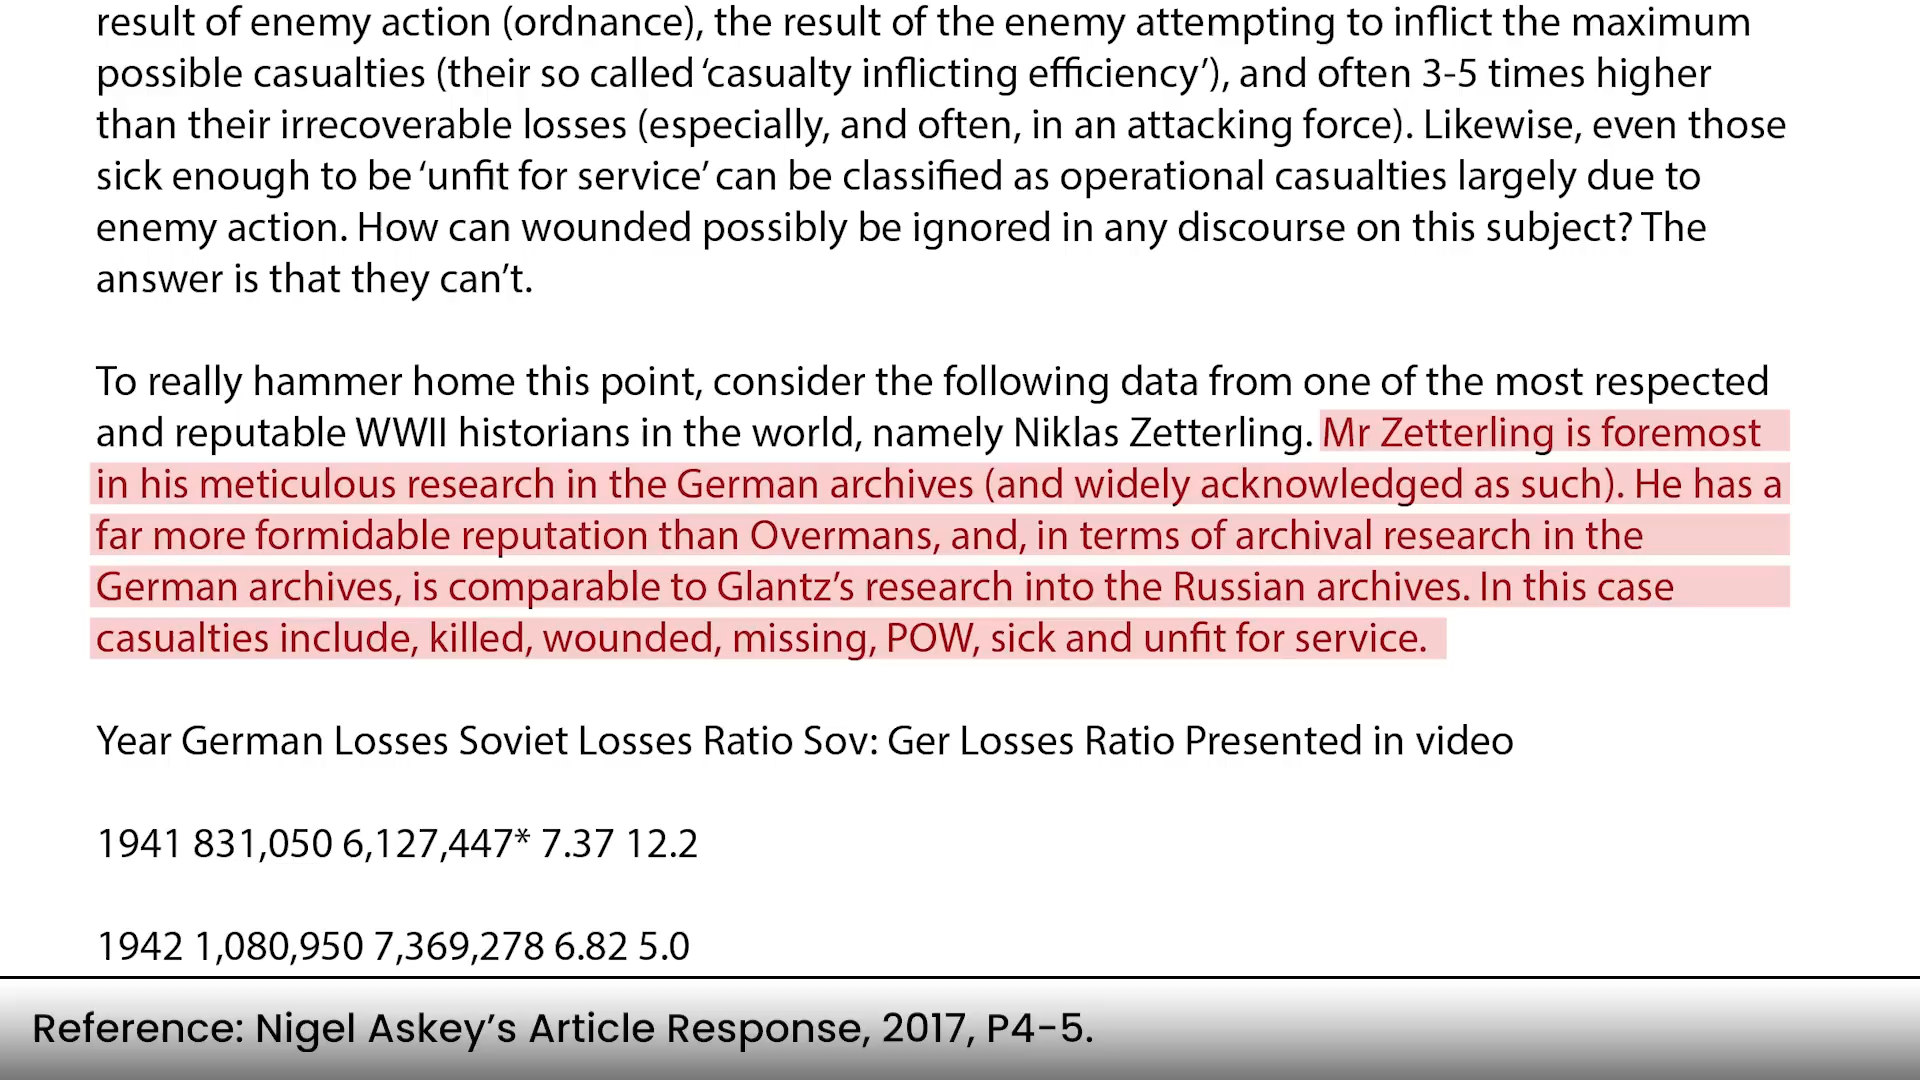 result of enemy action (ordnance), the result of the enemy attempting to inflict the maximum
possible casualties (their so called ‘casualty inflicting efficiency’), and often 3-5 times higher
than their irrecoverable losses (especially, and often, in an attacking force). Likewise, even those
sick enough to be ‘unfit for service’ can be classified as operational casualties largely due to
enemy action. How can wounded possibly be ignored in any discourse on this subject? The
answer is that they can’t.
To really hammer home this point, consider the following data from one of the most respected
and reputable WWII historians in the world, namely Niklas Zetterling. Mr Zetterling is foremost
in his meticulous research in the German archives (and widely acknowledged as such). He has a
far more formidable reputation than Overmans, and, in terms of archival research in the
German archives, is comparable to Glantz’s research into the Russian archives. In this case
casualties include, killed, wounded, missing, POW, sick and unfit for service.
Year German Losses Soviet Losses Ratio Sov: Ger Losses Ratio Presented in video
1941 831,050 6,127,447* 7.37 12.2
1942 1,080,950 7,369,278 6.82 5.0
Reference: Nigel Askey’s Article Response, 2017, P4-5.